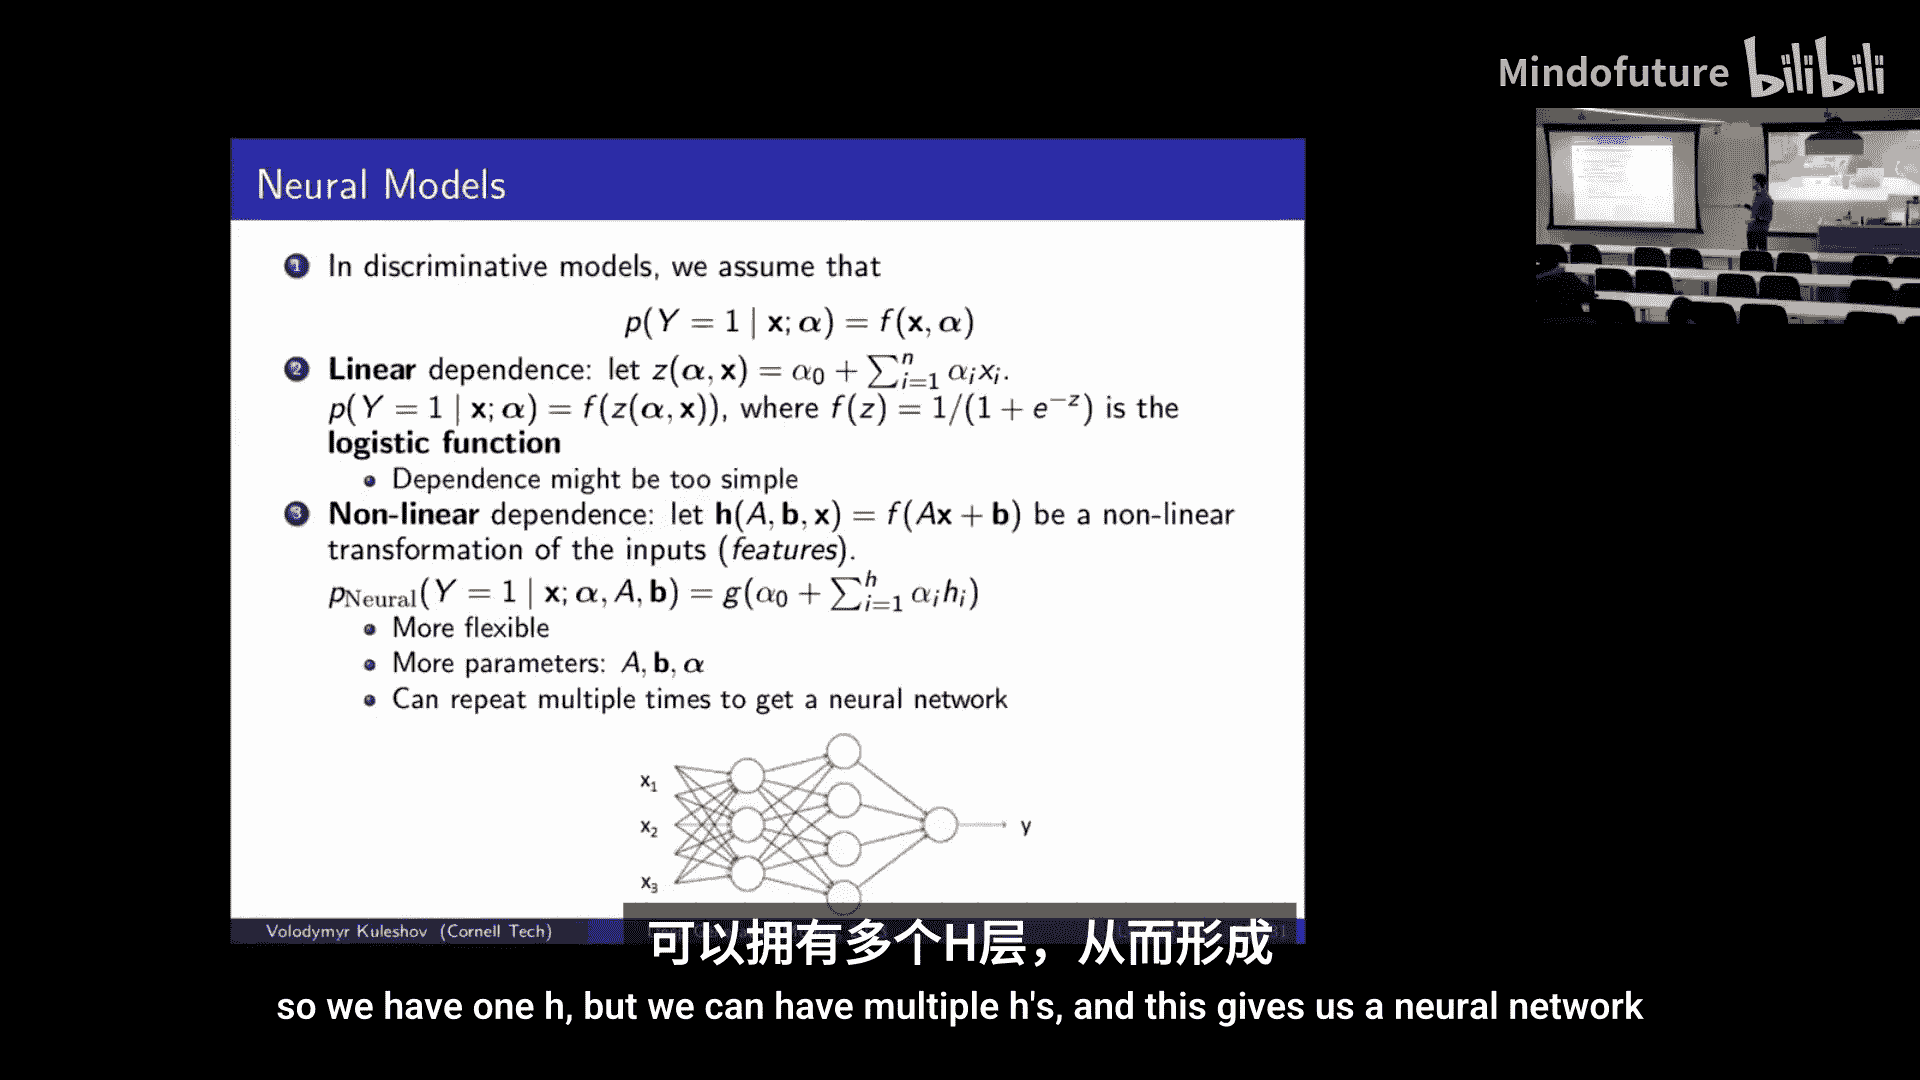 Mindofuture bilibili
Neural Models
1 In discriminative models, we assume that
p(Y = 1 | x; α) = f(x, α)
2 Linear dependence: let z(α, x) = α₀ + ∑ⁿᵢ₌₁ αᵢxᵢ.
p(Y = 1 | x; α) = f(z(α, x)), where f(z) = 1/(1 + e⁻ᶻ) is the
logistic function
Dependence might be too simple
3 Non-linear dependence: let h(A, b, x) = f(Ax + b) be a non-linear
transformation of the inputs (features).
pNeural(Y = 1 | x; α, A, b) = g(α₀ + ∑ʰᵢ₌₁ αᵢhᵢ)
More flexible
More parameters: A, b, α
Can repeat multiple times to get a neural network
x₁
x₂
y
x₃
Volodymyr Kuleshov (Cornell Tech)
可以拥有多个H层，从而形成
so we have one h, but we can have multiple h's, and this gives us a neural network